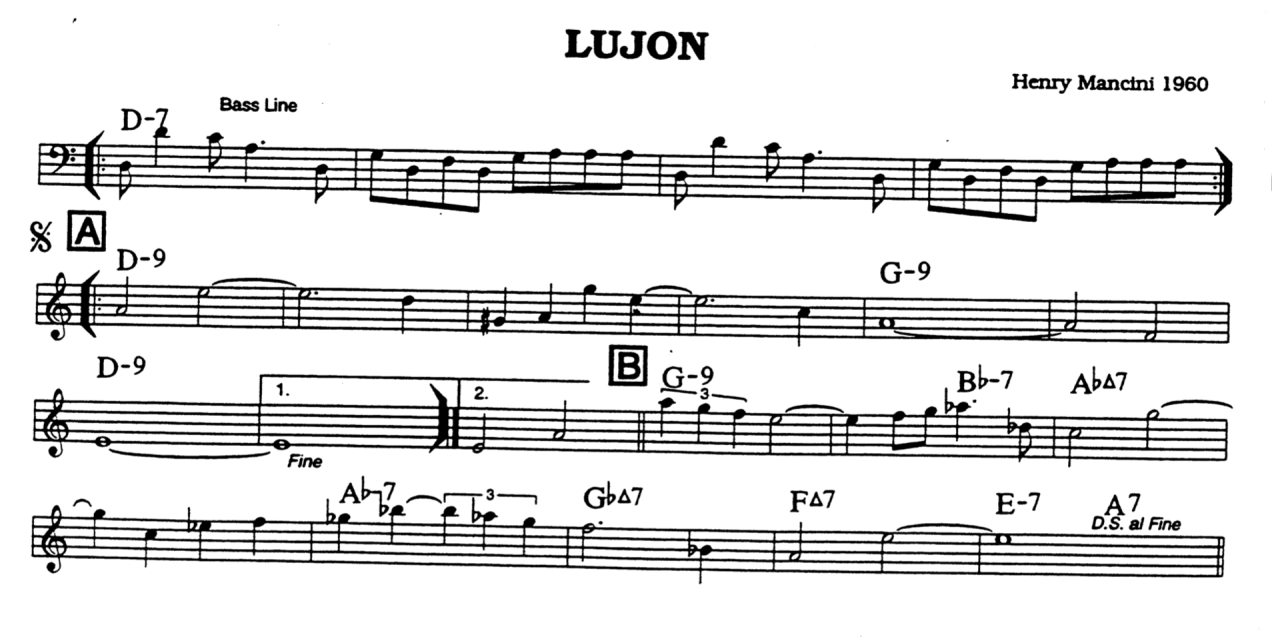 LUJON
Henry Mancini 1960
D-7 Bass Line
A
D-9 G-9
D-9 1. Fine 2. B G-9 3 B♭-7 A♭Δ7
A♭-7 3 G♭Δ7 FΔ7 E-7 A7
D.S. al Fine